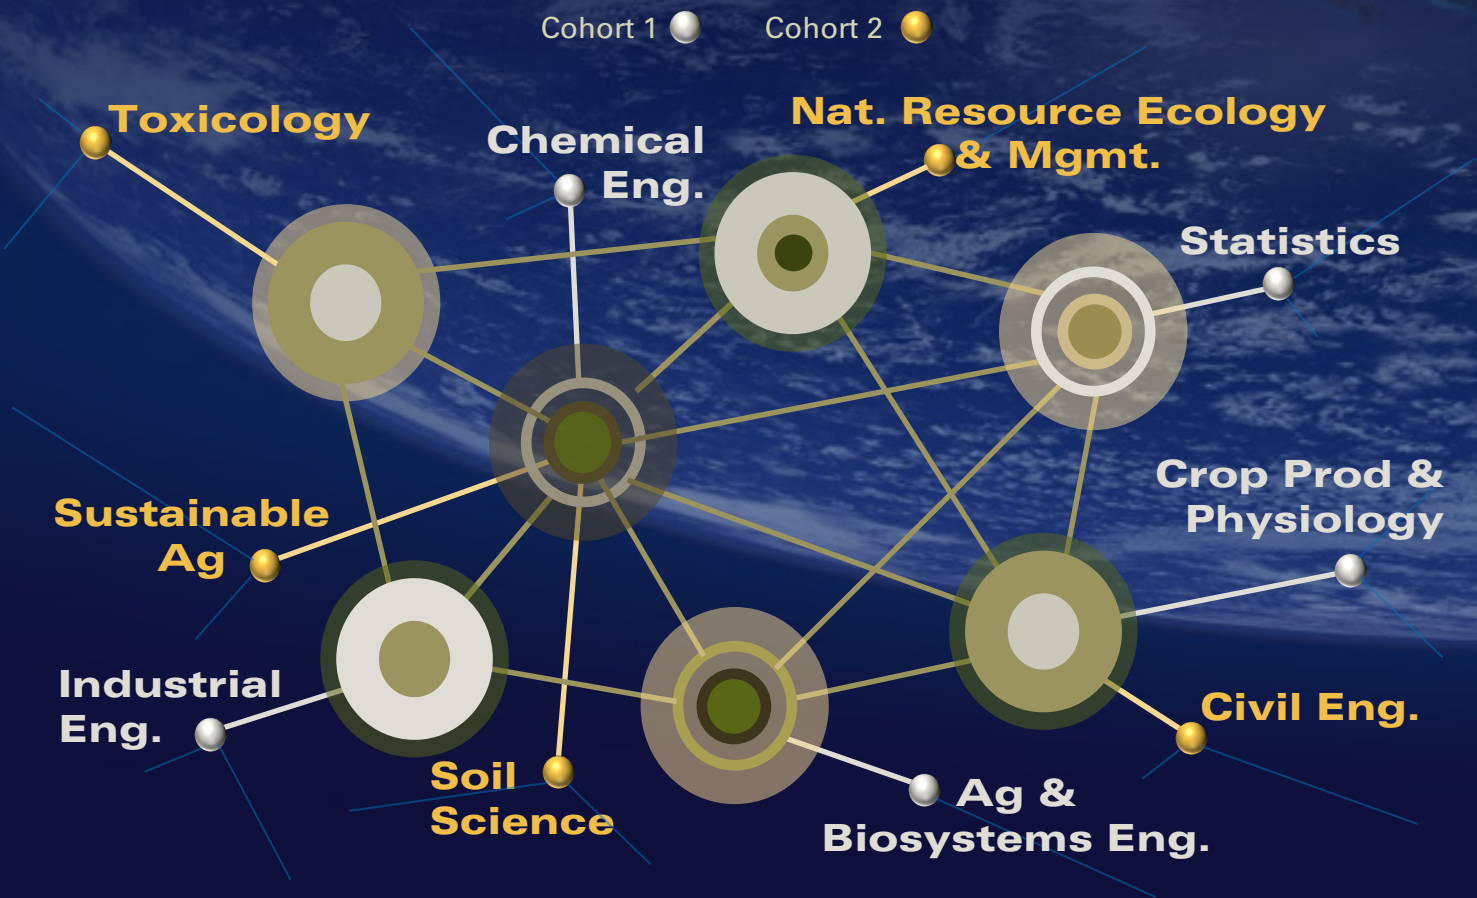 Cohort 1
Cohort 2
Toxicology
Chemical
Eng.
Nat. Resource Ecology
& Mgmt.
Statistics
Crop Prod &
Physiology
Sustainable
Ag
Industrial
Eng.
Soil
Science
Civil Eng.
Ag &
Biosystems Eng.